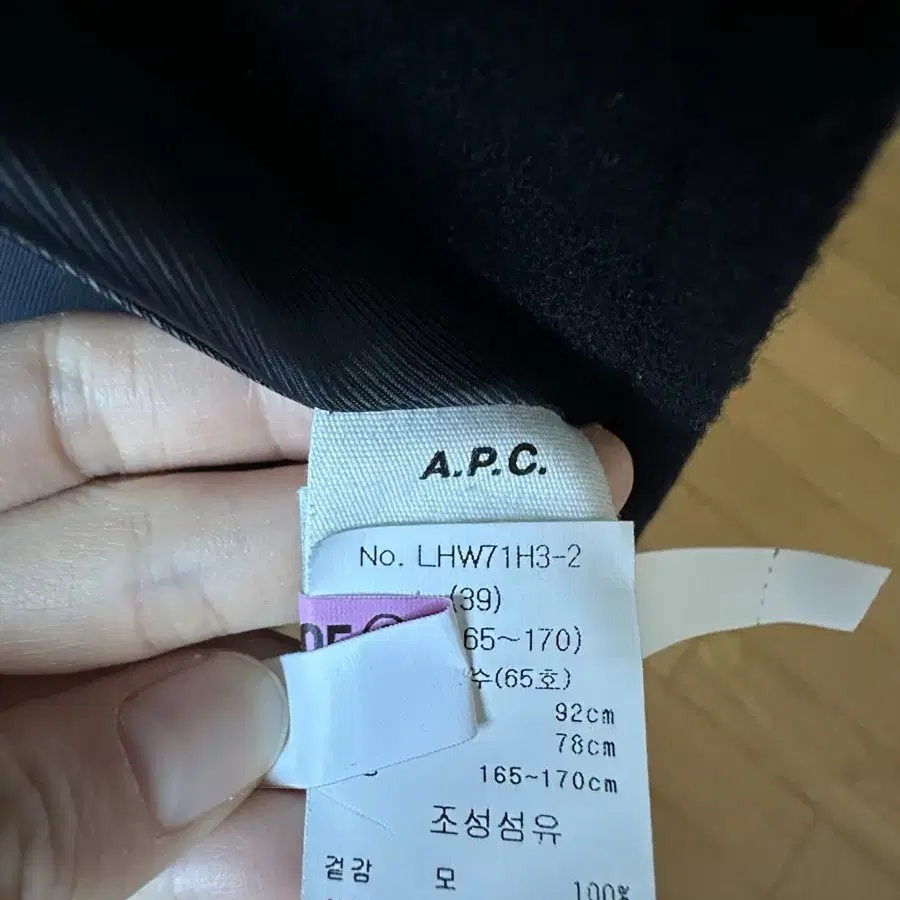 A.P.C.
No. LHW71H3-2
(39)
65~170)
수(65호)
92cm
78cm
165~170cm
조성섬유
겉감 모 100%